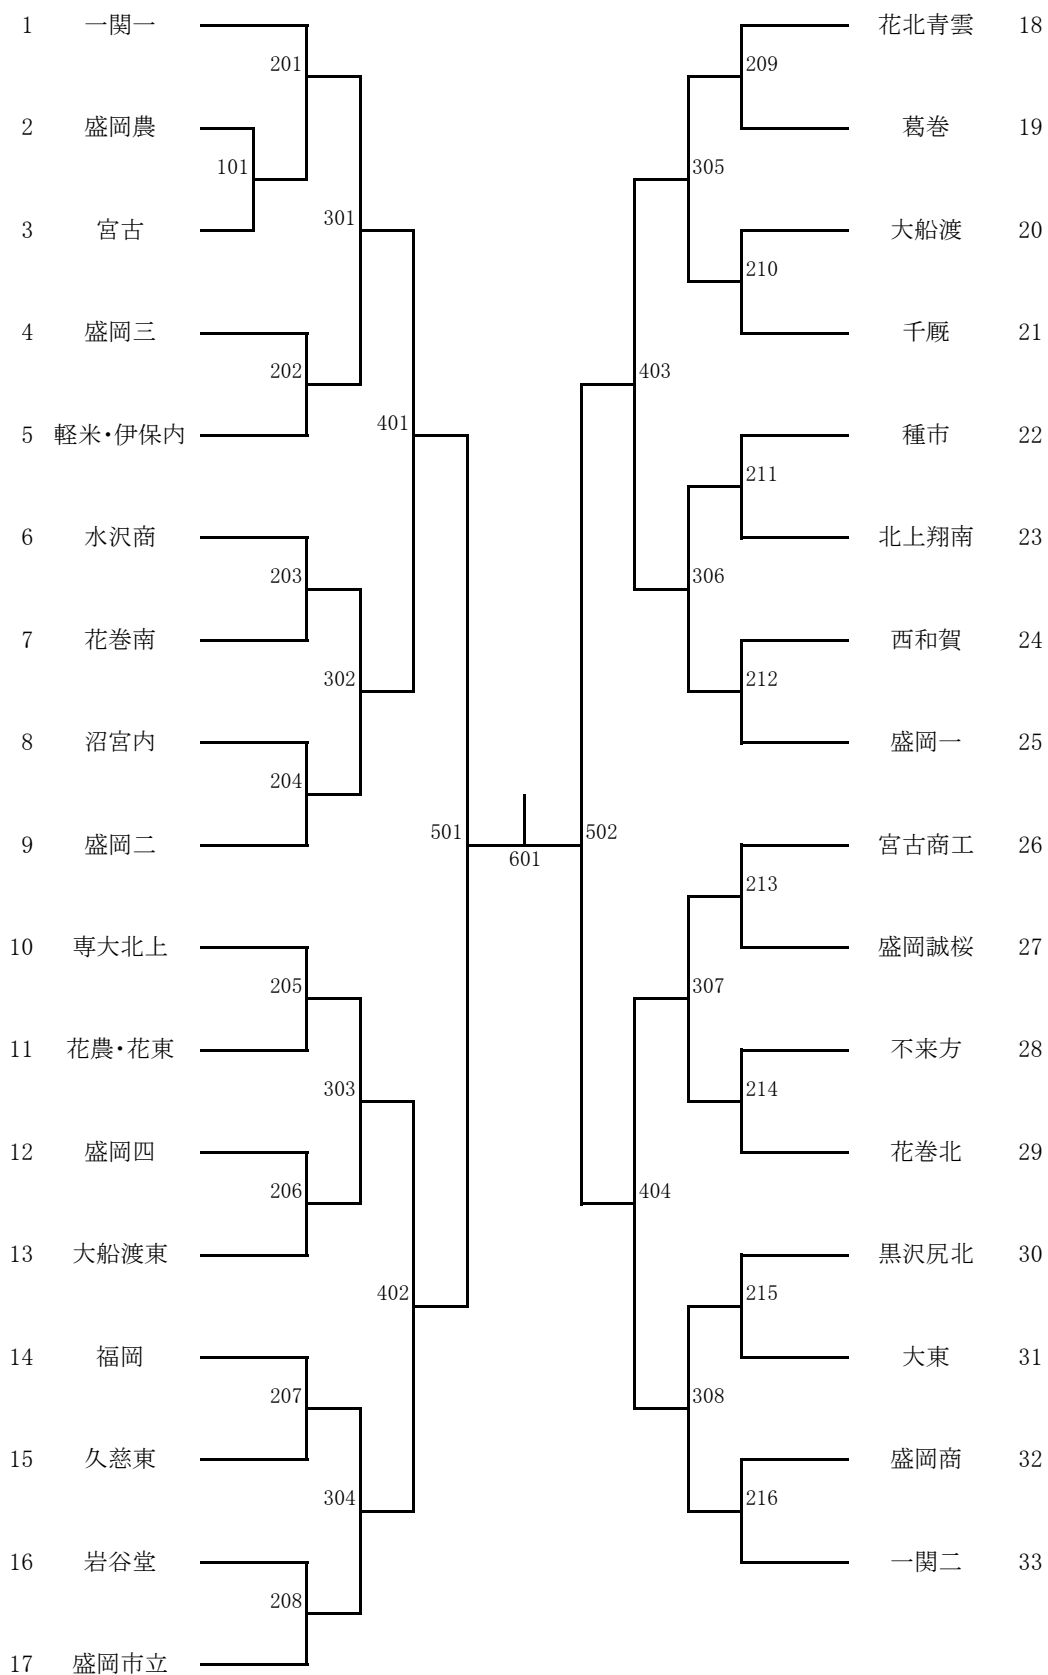 1 一関一
201
2 盛岡農
101
3 宮古
301
4 盛岡三
202
5 軽米・伊保内
401
6 水沢商
203
7 花巻南
302
8 沼宮内
204
9 盛岡二
501
601
10 専大北上
205
11 花農・花東
303
12 盛岡四
206
13 大船渡東
402
14 福岡
207
15 久慈東
304
16 岩谷堂
208
17 盛岡市立
花北青雲 18
209
葛巻 19
305
大船渡 20
210
千厩 21
403
種市 22
211
北上翔南 23
306
西和賀 24
212
盛岡一 25
502
宮古商工 26
213
盛岡誠桜 27
307
不来方 28
214
花巻北 29
404
黒沢尻北 30
215
大東 31
308
盛岡商 32
216
一関二 33